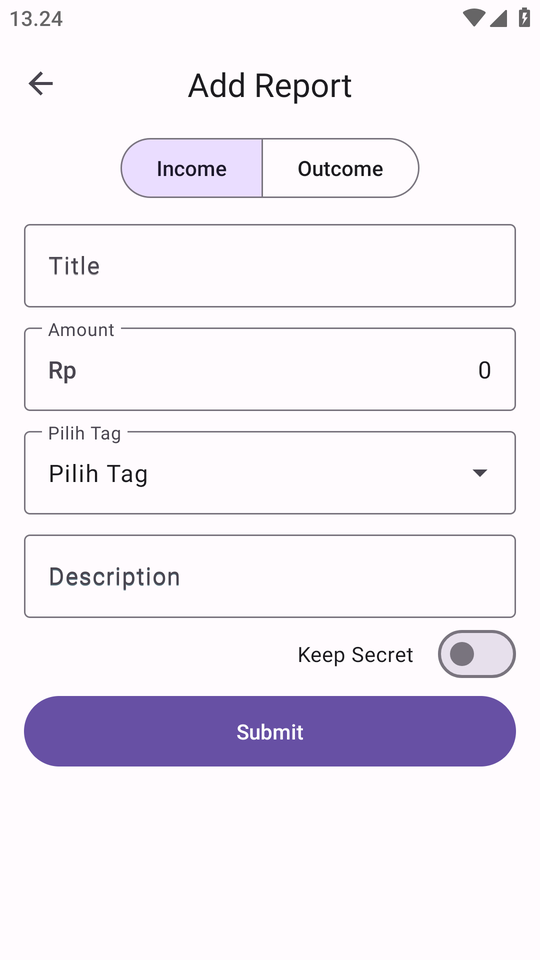 13.24
Add Report
Income Outcome
Title
Amount
Rp 0
Pilih Tag
Pilih Tag
Description
Keep Secret
Submit